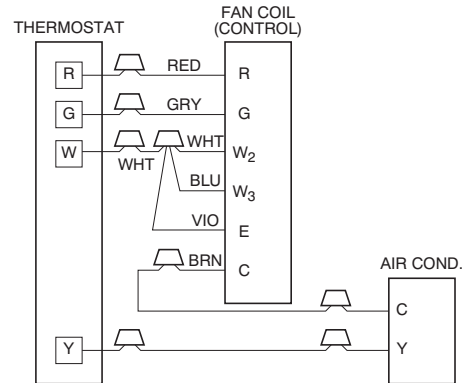 FAN COIL
(CONTROL)
THERMOSTAT
R
RED
R
G
GRY
G
W
WHT
WHT
W2
BLU
W3
VIO
E
BRN
C
AIR COND.
C
Y
Y